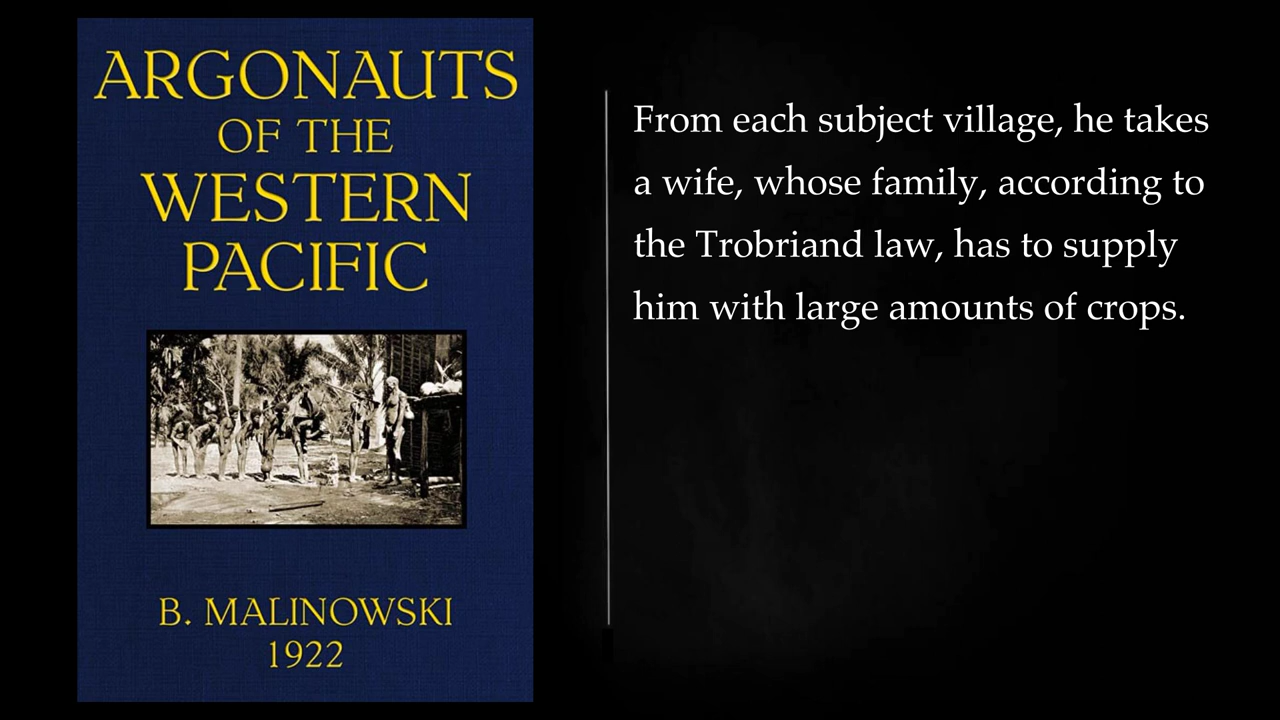 ARGONAUTS
OF THE
WESTERN
PACIFIC
B. MALINOWSKI
1922
From each subject village, he takes
a wife, whose family, according to
the Trobriand law, has to supply
him with large amounts of crops.